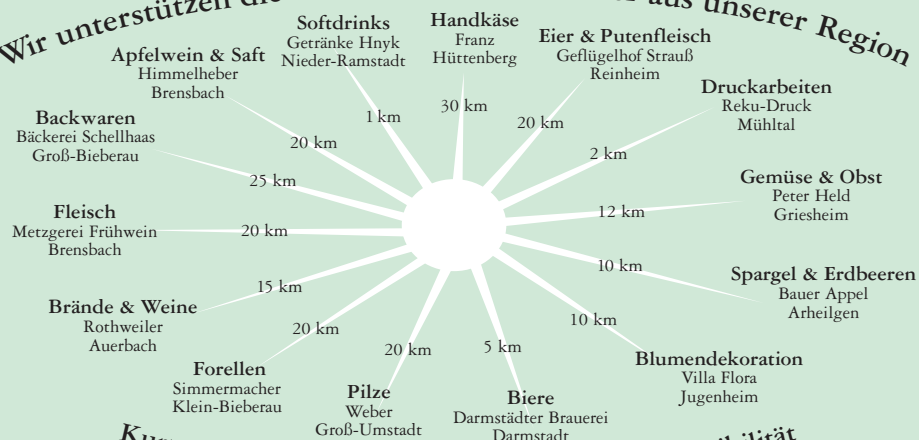 Wir unterstützen
aus unserer Region
Softdrinks
Getränke Hnyk
Nieder-Ramstadt
1 km
Handkäse
Franz
Hüttenberg
30 km
Eier & Putenfleisch
Geflügelhof Strauß
Reinheim
20 km
Druckarbeiten
Reku-Druck
Mühltal
2 km
Gemüse & Obst
Peter Held
Griesheim
12 km
Spargel & Erdbeeren
Bauer Appel
Arheilgen
10 km
Blumendekoration
Villa Flora
Jugenheim
10 km
Biere
Darmstädter Brauerei
Darmstadt
5 km
Pilze
Weber
Groß-Umstadt
20 km
Forellen
Simmermacher
Klein-Bieberau
20 km
Brände & Weine
Rothweiler
Auerbach
15 km
Fleisch
Metzgerei Frühwein
Brensbach
20 km
Backwaren
Bäckerei Schellhaas
Groß-Bieberau
25 km
Apfelwein & Saft
Himmelheber
Brensbach
20 km